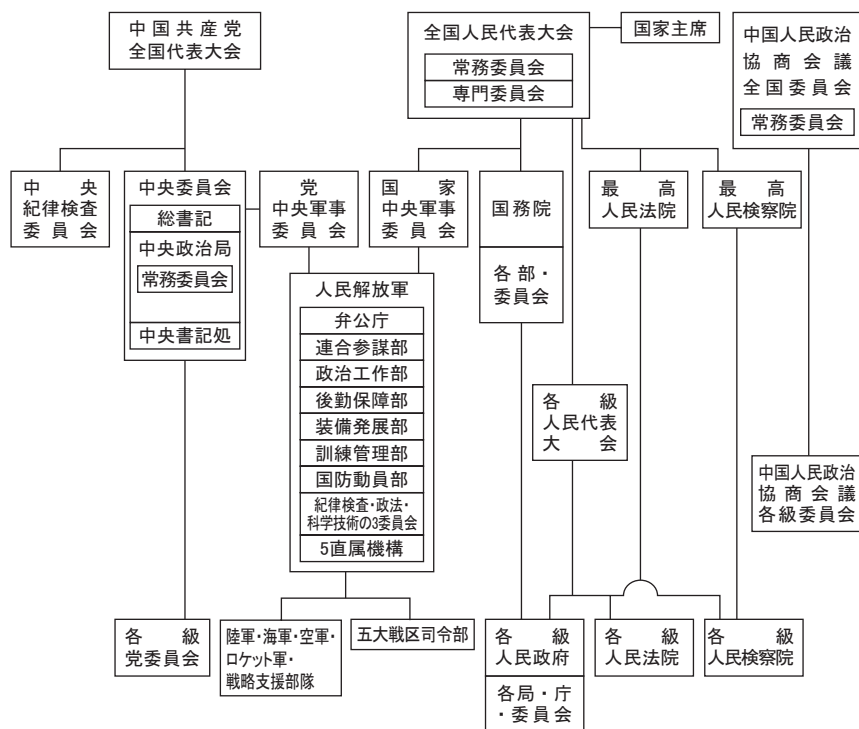 中国共産党
全国代表大会
全国人民代表大会
常務委員会
専門委員会
国家主席
中国人民政治
協商会議
全国委員会
常務委員会
中央
紀律検査
委員会
中央委員会
総書記
中央政治局
常務委員会
中央書記処
党
中央軍事
委員会
国家
中央軍事
委員会
国務院
各部・
委員会
最高
人民法院
最高
人民検察院
人民解放軍
弁公庁
連合参謀部
政治工作部
後勤保障部
装備発展部
訓練管理部
国防動員部
紀律検査・政法・
科学技術の3委員会
5直属機構
各級
人民代表
大会
中国人民政治
協商会議
各級委員会
各級
党委員会
陸軍・海軍・空軍・
ロケット軍・
戦略支援部隊
五大戦区司令部
各級
人民政府
各局・庁
・委員会
各級
人民法院
各級
人民検察院